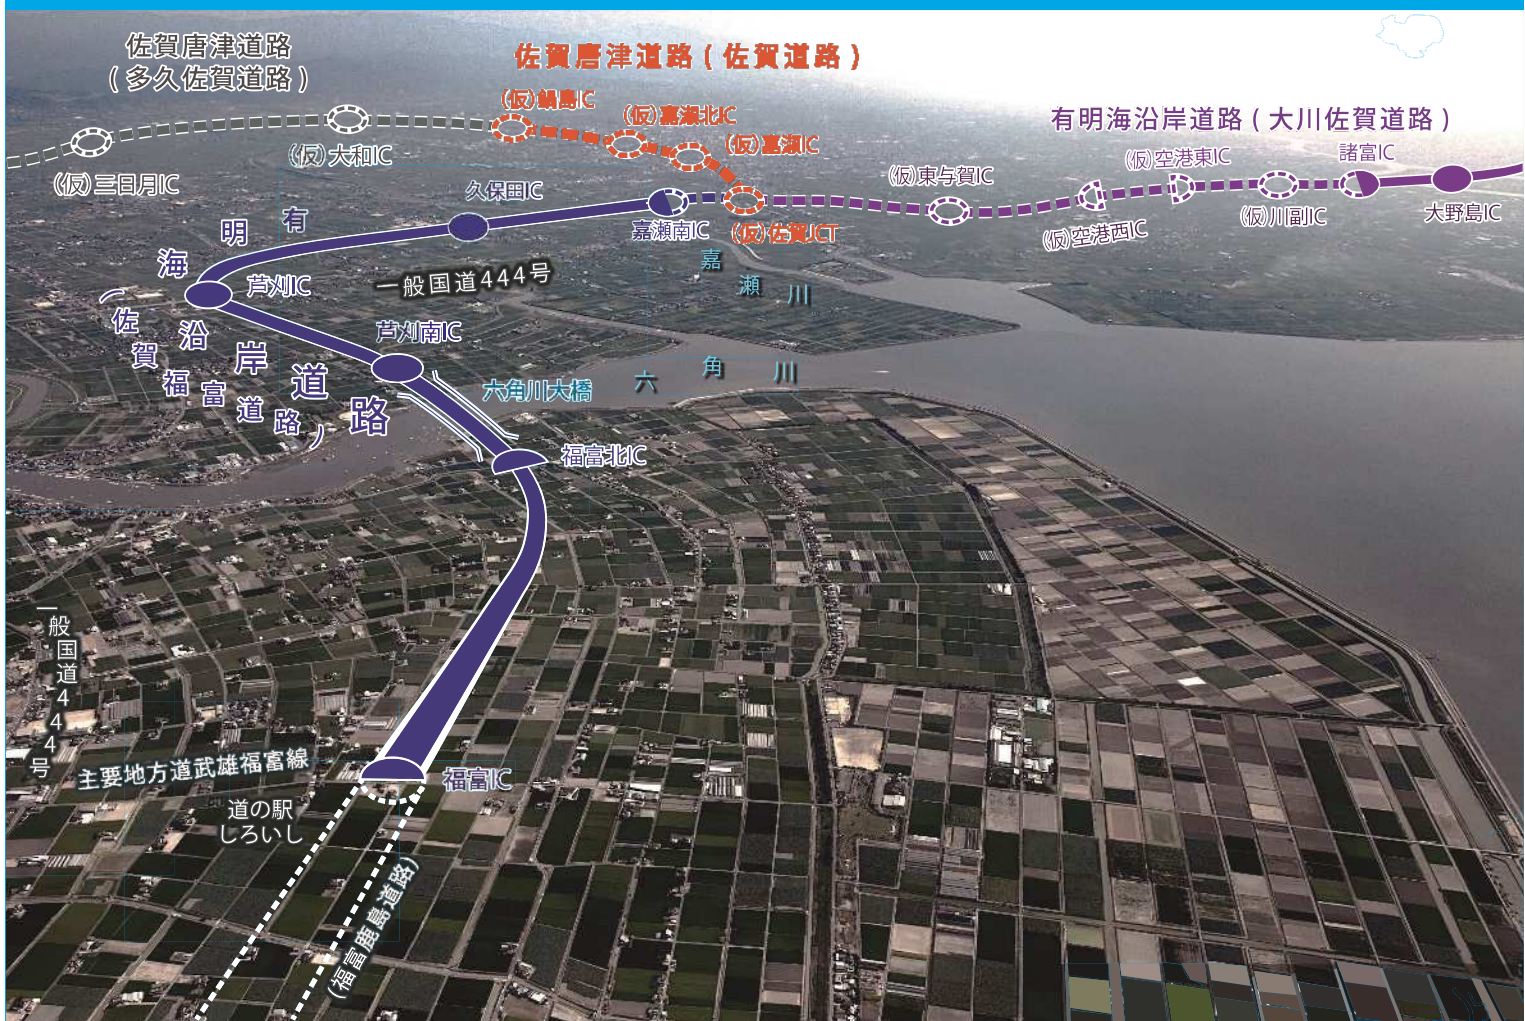 佐賀唐津道路
(多久佐賀道路)
佐賀唐津道路(佐賀道路)
有明海沿岸道路(大川佐賀道路)
(仮)三日月IC
(仮)大和IC
(仮)鍋島IC
(仮)嘉瀬北IC
(仮)嘉瀬IC
(仮)佐賀JCT
(仮)東与賀IC
(仮)空港西IC
(仮)空港東IC
(仮)川副IC
諸富IC
大野島IC
久保田IC
嘉瀬南IC
有明海沿岸道路
(佐賀福富道路)
芦刈IC
一般国道444号
芦刈南IC
嘉瀬川
六角川
六角川大橋
福富北IC
一般国道444号
主要地方道武雄福富線
福富IC
道の駅
しろいし
(福富鹿島道路)